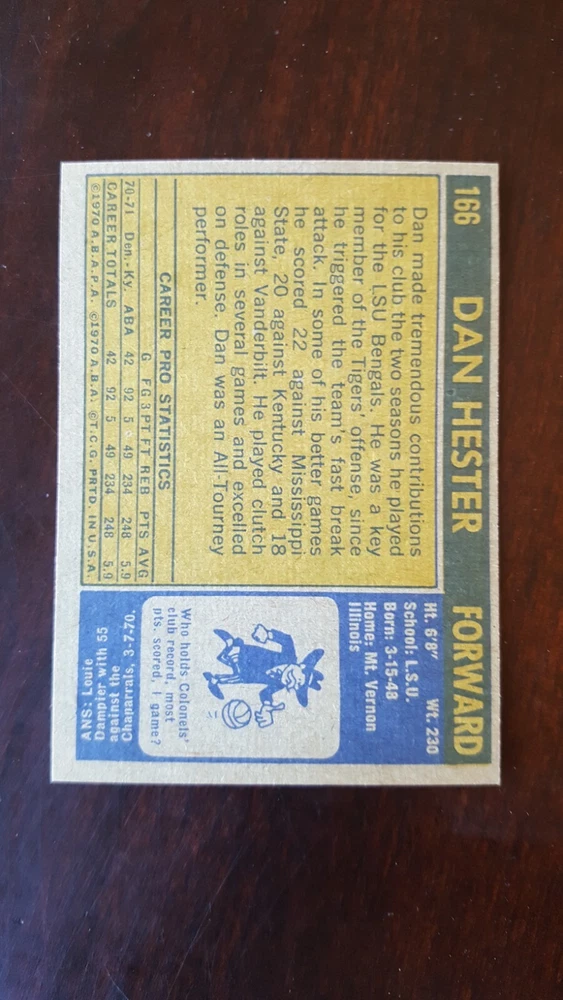 166 DAN HESTER FORWARD
Dan made tremendous contributions
to his club the two seasons he played
for the LSU Bengals. He was a key
member of the Tigers' offense, since
he triggered the team's fast break
attack. In some of his better games
he scored 22 against Mississippi
State, 20 against Kentucky and 18
against Vanderbilt. He played clutch
roles in several games and excelled
on defense. Dan was an All-Tourney
performer.
CAREER PRO STATISTICS
G FG 3PT FT REB PTS AVG
70-71 Den.-Ky. ABA 42 92 5 49 234 248 5.9
CAREER TOTALS 42 92 5 49 234 248 5.9
©1970 A.B.A.P.A. ©1970 A.B.A. ©T.C.G. PRTD. IN U.S.A.
Ht. 6'8" Wt. 230
School: L.S.U.
Born: 3-15-48
Home: Mt. Vernon
Illinois
Who holds Colonels'
club record, most
pts. scored, 1 game?
ANS: Louie
Dampier with 55
against the
Chaparrals, 3-7-70.